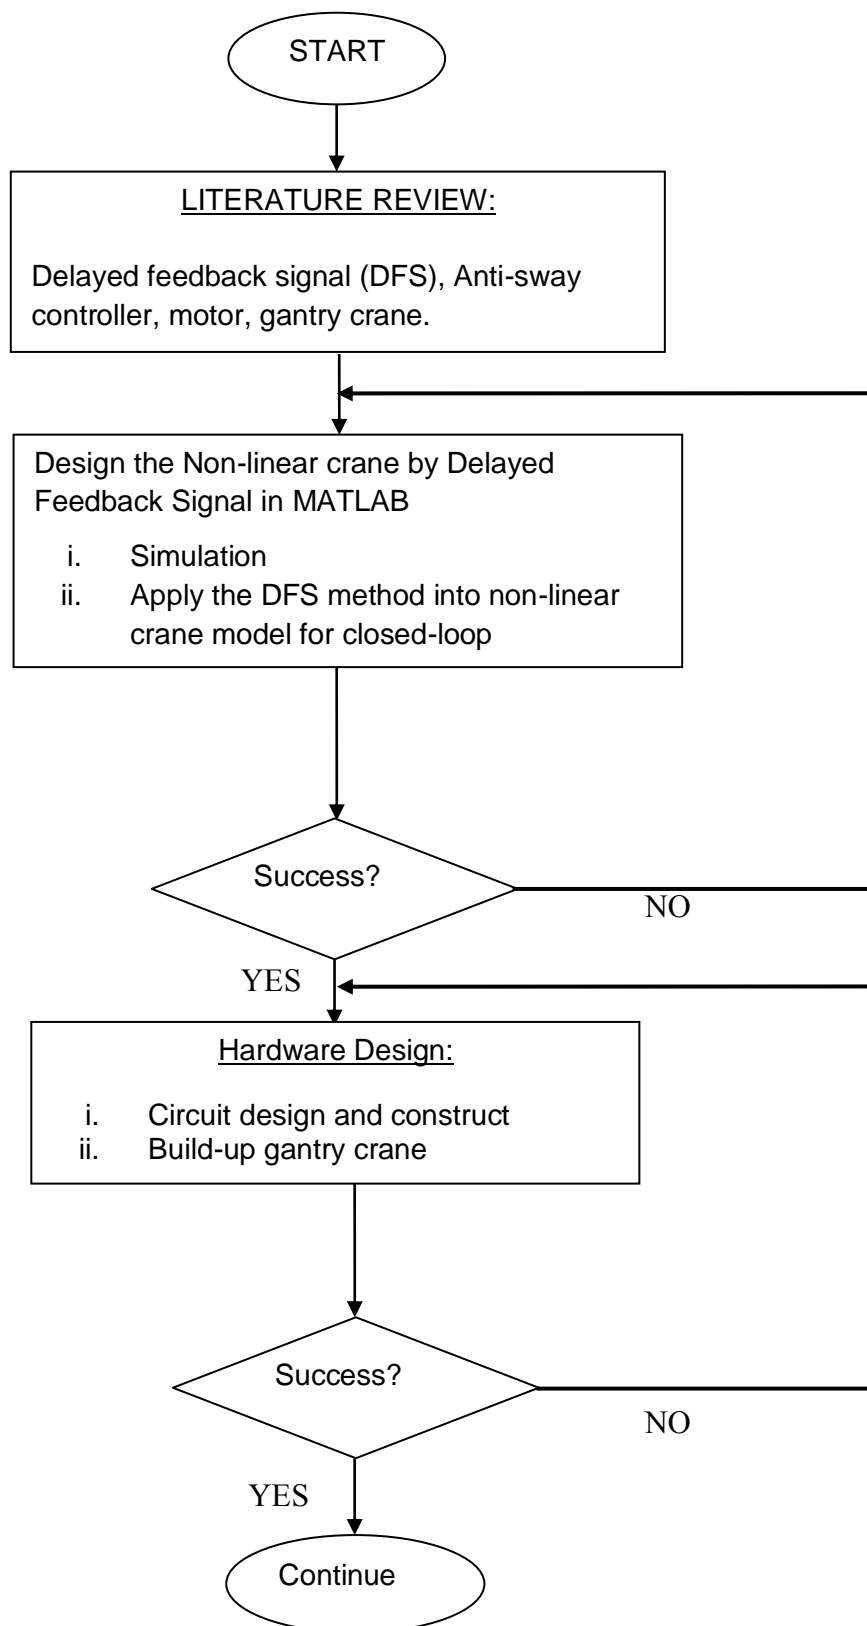 START
LITERATURE REVIEW:
Delayed feedback signal (DFS), Anti-sway
controller, motor, gantry crane.
Design the Non-linear crane by Delayed
Feedback Signal in MATLAB
i. Simulation
ii. Apply the DFS method into non-linear
crane model for closed-loop
Success?
NO
YES
Hardware Design:
i. Circuit design and construct
ii. Build-up gantry crane
Success?
NO
YES
Continue